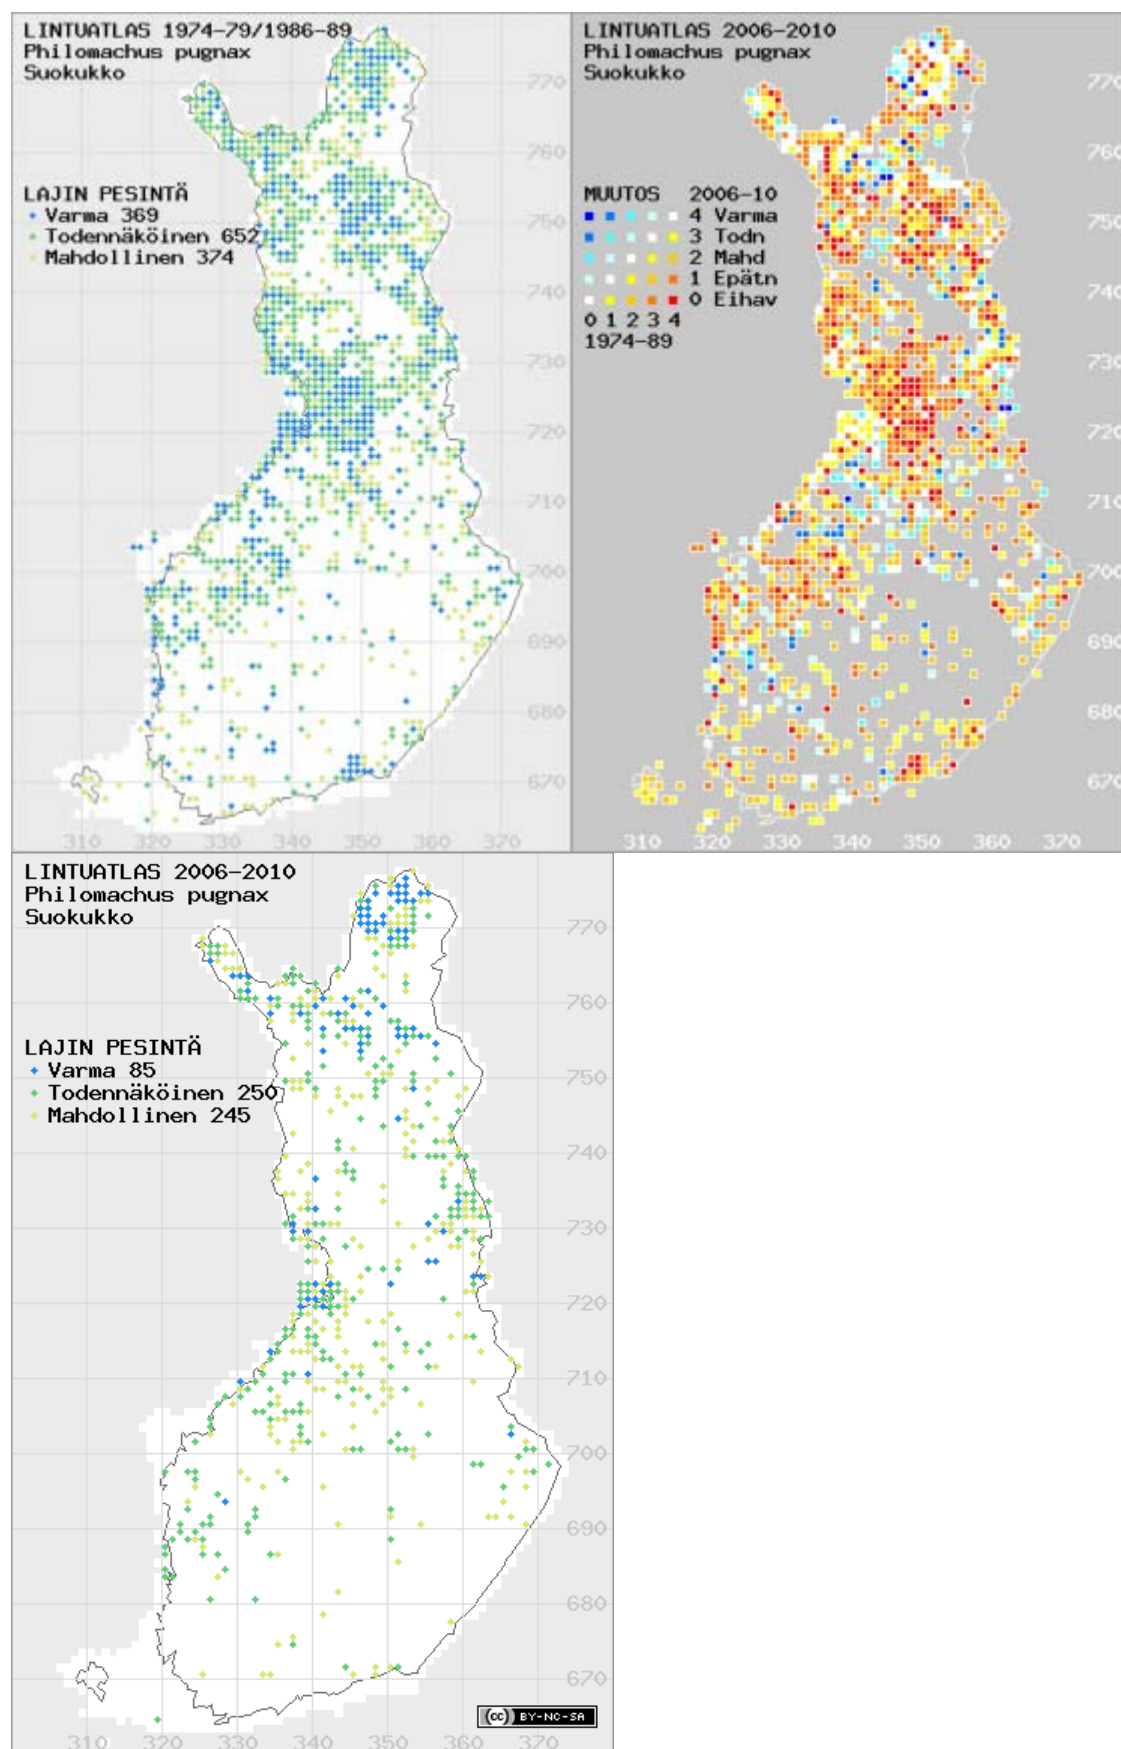 LINTUATLAS 1974-79/1986-89
Philomachus pugnax
Suokukko
770
760
LAJIN PESINTÄ
Varma 369
750
Todennäköinen 652
Mahdollinen 374
740
730
720
710
700
690
680
670
310 320 330 340 350 360 370
LINTUATLAS 2006-2010
Philomachus pugnax
Suokukko
770
760
MUUTOS 2006-10
4 Varma
750
3 Todn
2 Mahd
1 Epätn
740
0 Eihav
0 1 2 3 4
1974-89
730
720
710
700
690
680
670
310 320 330 340 350 360 370
LINTUATLAS 2006-2010
Philomachus pugnax
Suokukko
770
760
LAJIN PESINTÄ
Varma 85
750
Todennäköinen 250
Mahdollinen 245
740
730
720
710
700
690
680
670
cc BY-NC-SA
310 320 330 340 350 360 370